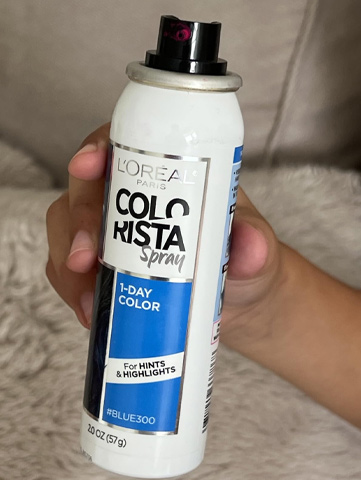 L'ORÉAL
PARIS
COLO
RISTA
Spray
1-DAY
COLOR
For HINTS
& HIGHLIGHTS
#BLUE300
2.0 OZ (57g)